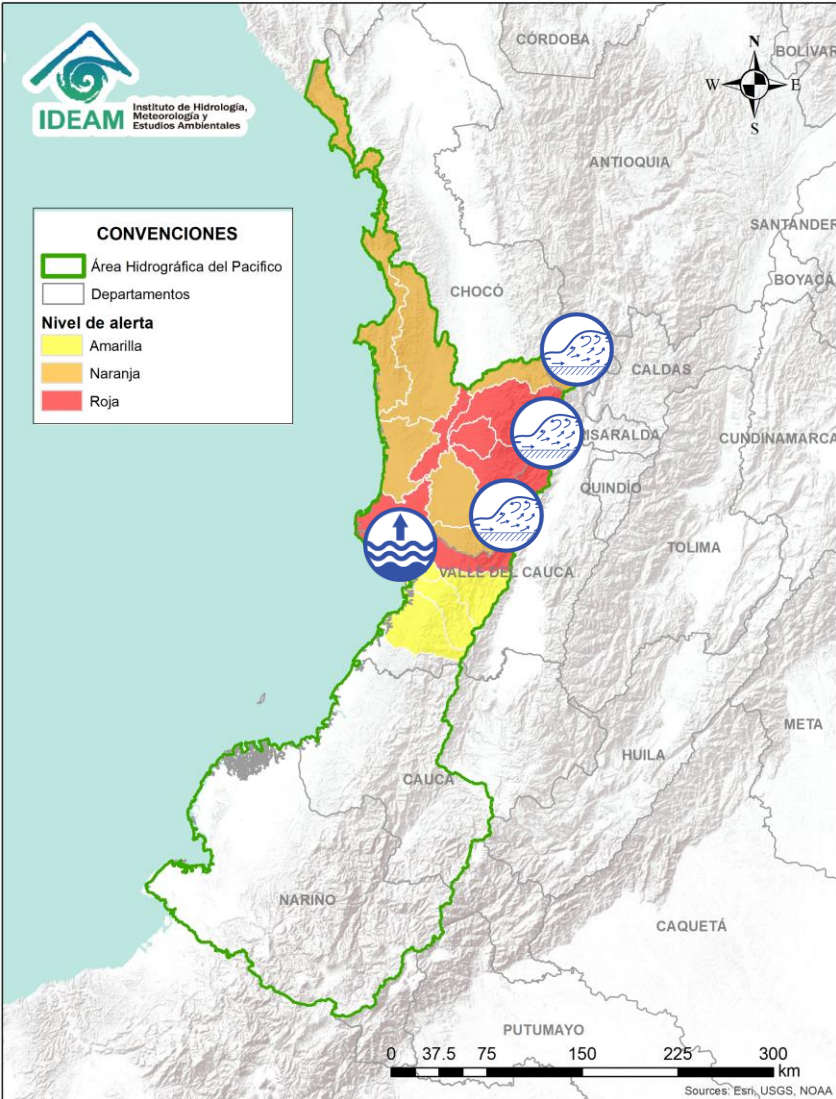 IDEAM
Instituto de Hidrología,
Meteorología y
Estudios Ambientales
N
W
E
S
CÓRDOBA
BOLÍVAR
ANTIOQUIA
SANTANDER
BOYACÁ
CONVENCIONES
Área Hidrográfica del Pacifico
Departamentos
Nivel de alerta
Amarilla
Naranja
Roja
CHOCÓ
CALDAS
RISARALDA
CUNDINAMARCA
QUINDÍO
TOLIMA
VALLE DEL CAUCA
META
HUILA
CAUCA
NARIÑO
CAQUETÁ
PUTUMAYO
0 37.5 75 150 225 300
km
Sources: Esri, USGS, NOAA